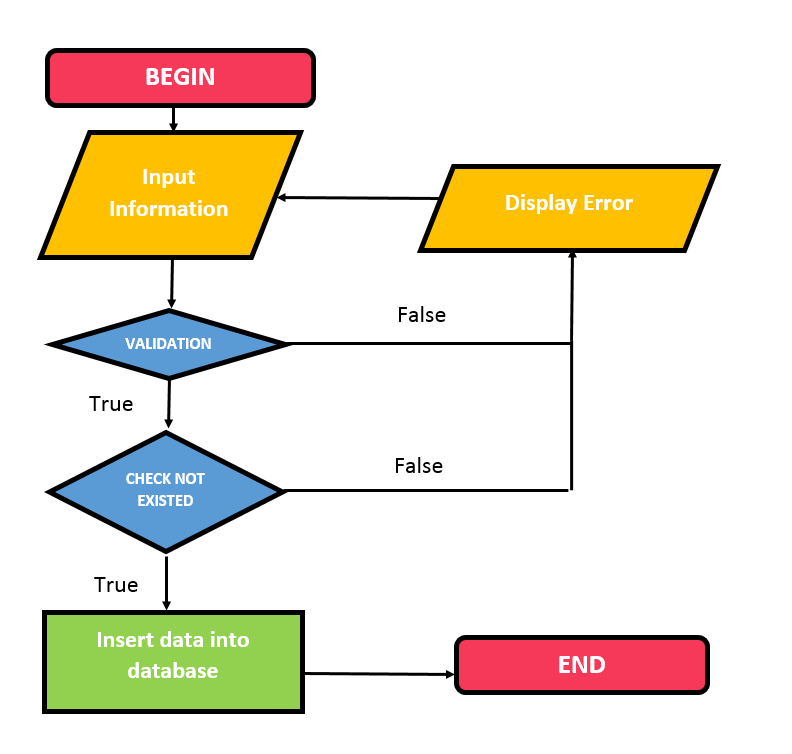 BEGIN
Input
Information
Display Error
False
VALIDATION
True
False
CHECK NOT
EXISTED
True
Insert data into
database
END